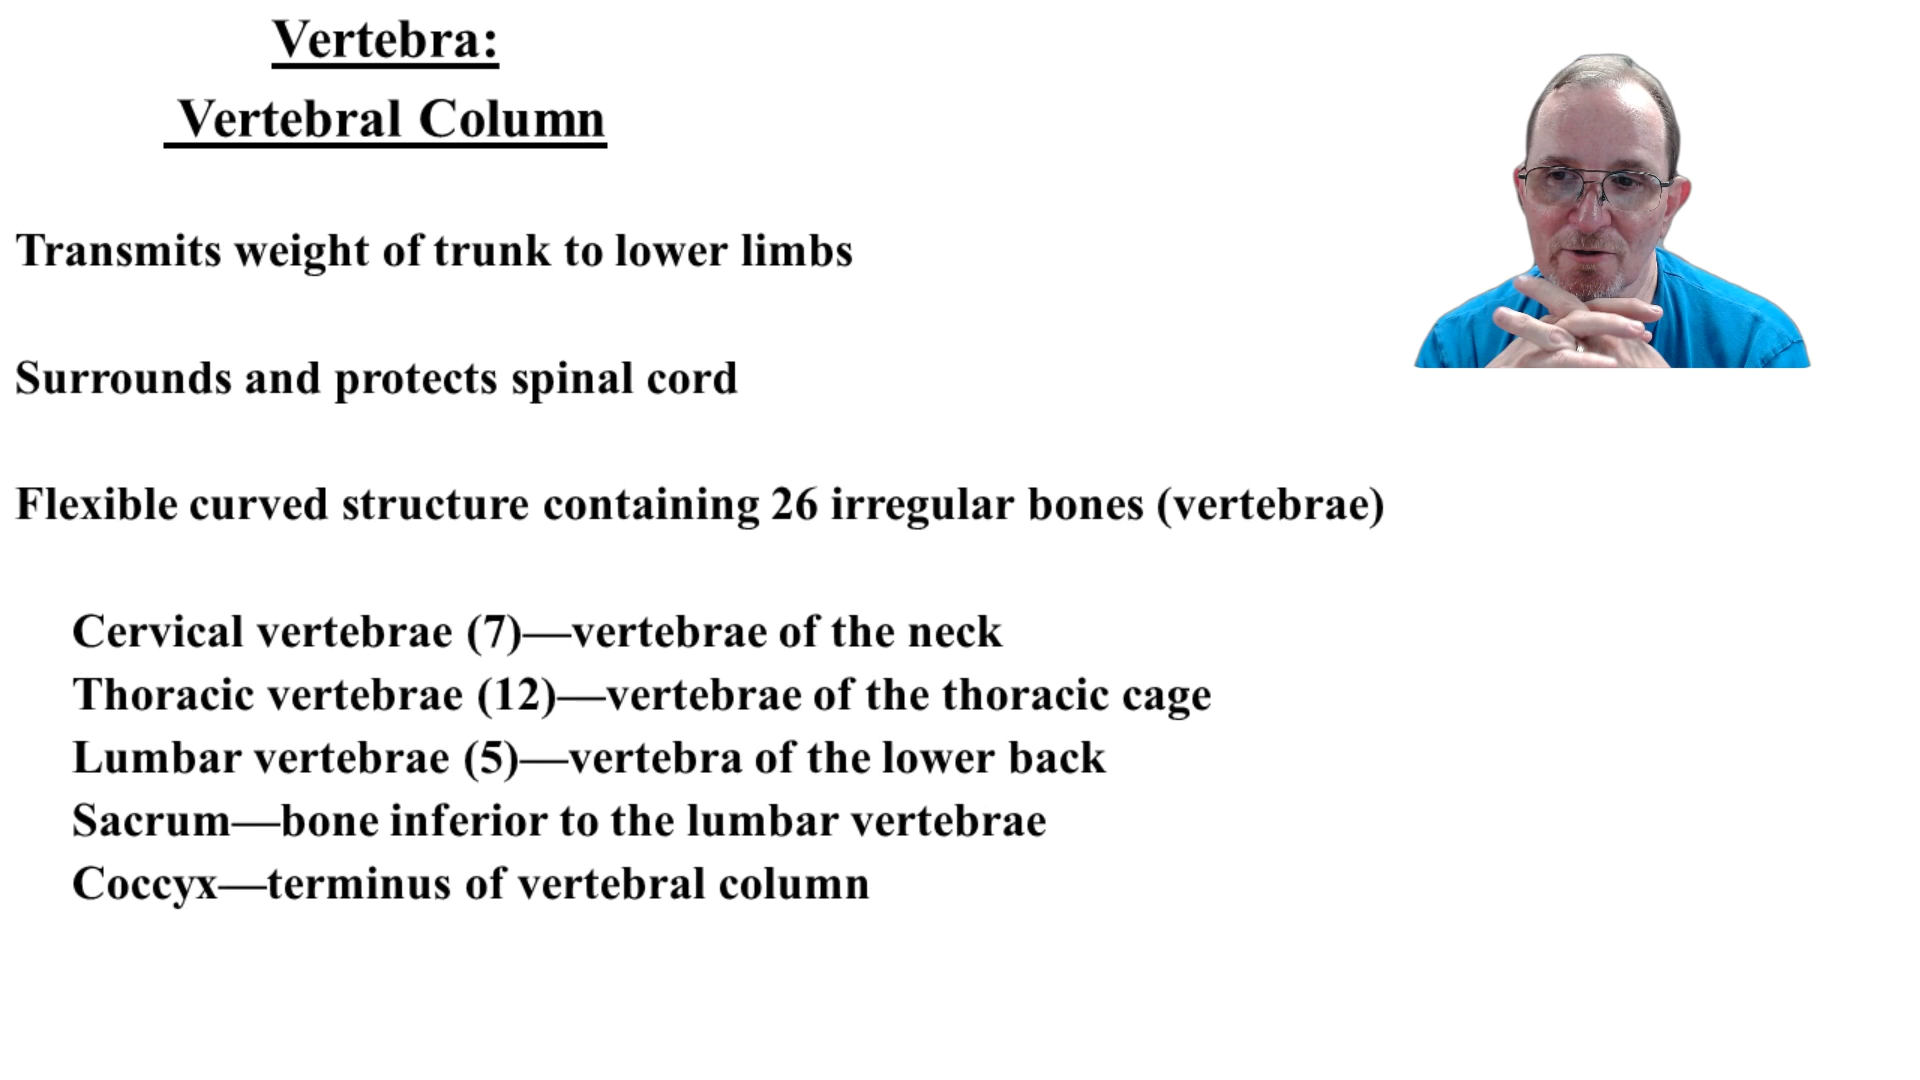 Vertebra:
Vertebral Column
Transmits weight of trunk to lower limbs
Surrounds and protects spinal cord
Flexible curved structure containing 26 irregular bones (vertebrae)
Cervical vertebrae (7)—vertebrae of the neck
Thoracic vertebrae (12)—vertebrae of the thoracic cage
Lumbar vertebrae (5)—vertebra of the lower back
Sacrum—bone inferior to the lumbar vertebrae
Coccyx—terminus of vertebral column